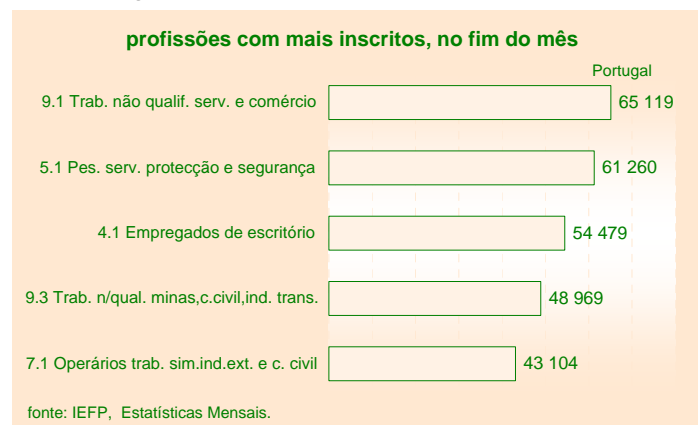 profissões com mais inscritos, no fim do mês
Portugal
9.1 Trab. não qualif. serv. e comércio 65 119
5.1 Pes. serv. protecção e segurança 61 260
4.1 Empregados de escritório 54 479
9.3 Trab. n/qual. minas,c.civil,ind. trans. 48 969
7.1 Operários trab. sim.ind.ext. e c. civil 43 104
fonte: IEFP, Estatísticas Mensais.